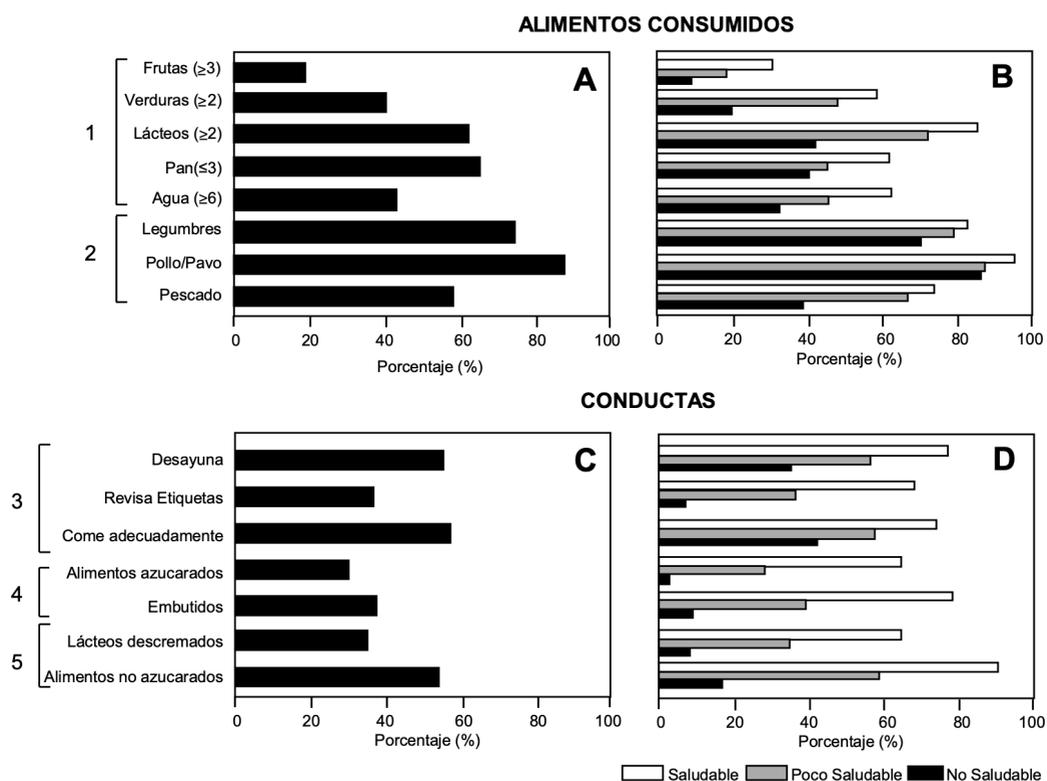 ALIMENTOS CONSUMIDOS
A
B
1
Frutas (≥3)
Verduras (≥2)
Lácteos (≥2)
Pan(≤3)
Agua (≥6)
2
Legumbres
Pollo/Pavo
Pescado
0 20 40 60 80 100
Porcentaje (%)
0 20 40 60 80 100
Porcentaje (%)
CONDUCTAS
C
D
3
Desayuna
Revisa Etiquetas
Come adecuadamente
4
Alimentos azucarados
Embutidos
5
Lácteos descremados
Alimentos no azucarados
0 20 40 60 80 100
Porcentaje (%)
0 20 40 60 80 100
Porcentaje (%)
Saludable Poco Saludable No Saludable